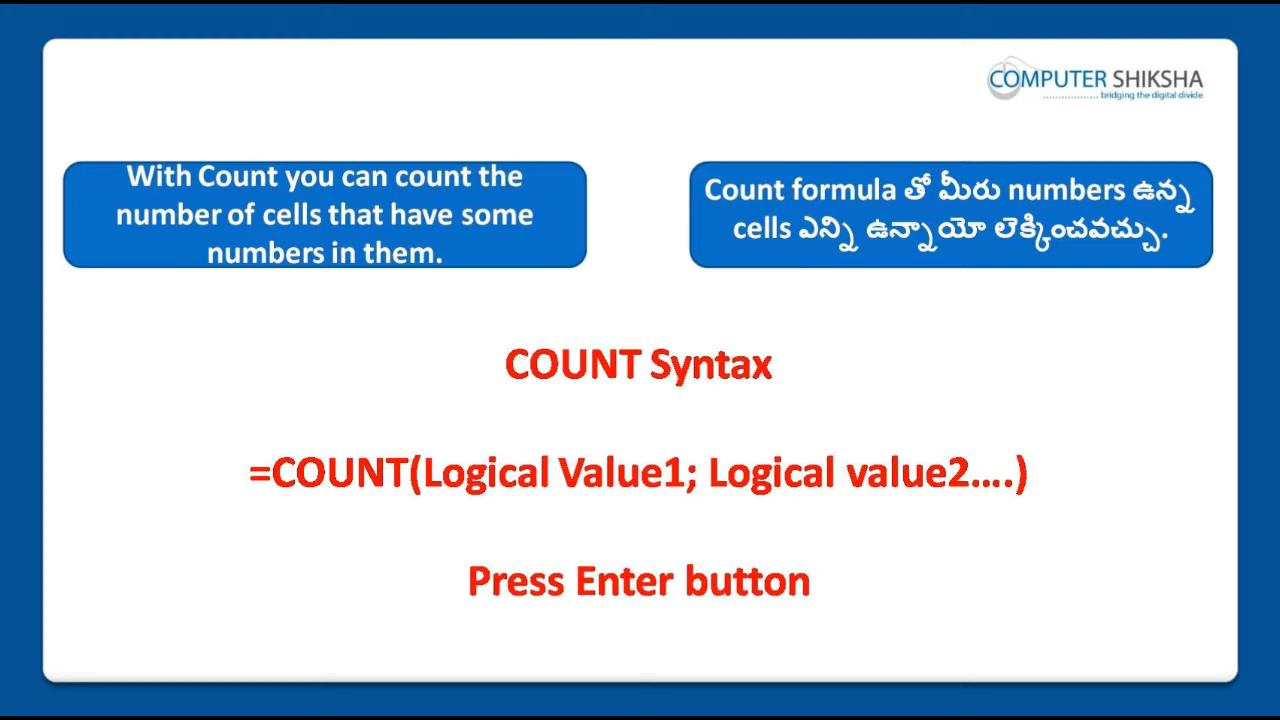 COMPUTER SHIKSHA
bridging the digital divide
With Count you can count the
number of cells that have some
numbers in them.
Count formula తో మీరు numbers ఉన్న
cells ఎన్ని ఉన్నాయో లెక్కించవచ్చు.
COUNT Syntax
=COUNT(Logical Value1; Logical value2….)
Press Enter button